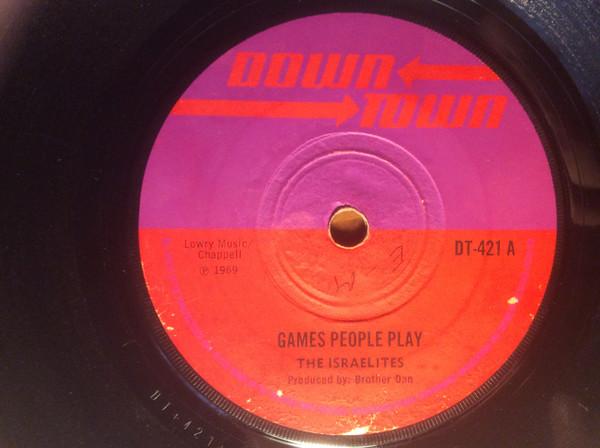 DOWN
TOWN
Lowry Music/
Chappell
℗ 1969
DT-421 A
GAMES PEOPLE PLAY
THE ISRAELITES
Produced by: Brother Dan